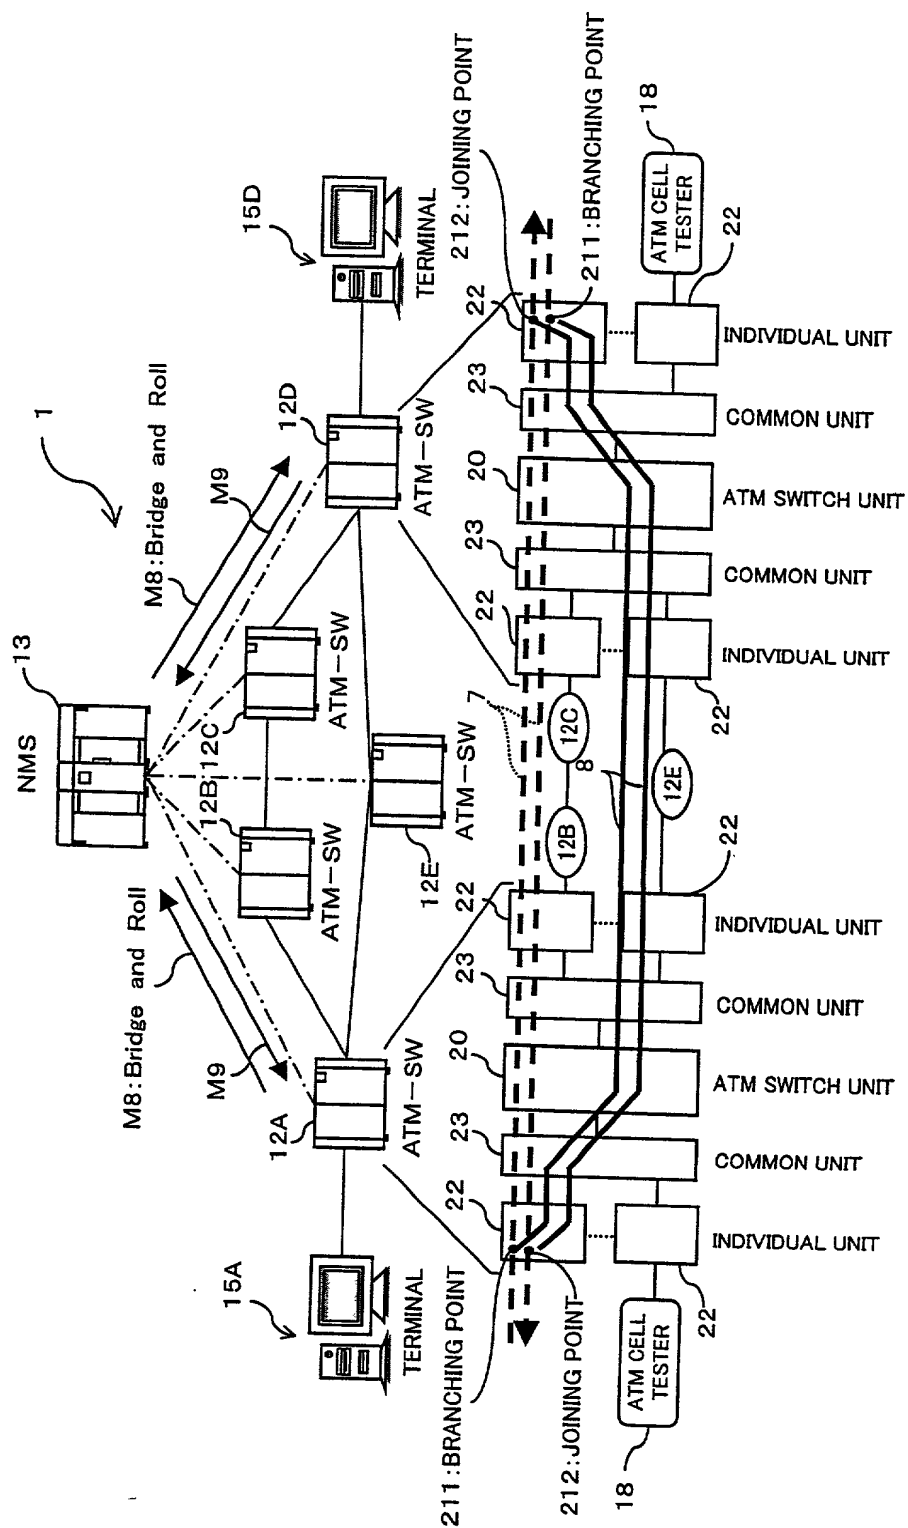 1
NMS
13
M8:Bridge and Roll
M9
M8:Bridge and Roll
M9
12A
ATM-SW
12B
ATM-SW
12C
ATM-SW
12D
ATM-SW
12E
ATM-SW
15A
TERMINAL
15D
TERMINAL
211:BRANCHING POINT
212:JOINING POINT
212:JOINING POINT
211:BRANCHING POINT
22
23
20
23
22
7
22
23
20
23
22
12B
12C
8
12E
18
ATM CELL
TESTER
22
22
22
22
ATM CELL
TESTER
18
INDIVIDUAL UNIT
COMMON UNIT
ATM SWITCH UNIT
COMMON UNIT
INDIVIDUAL UNIT
INDIVIDUAL UNIT
COMMON UNIT
ATM SWITCH UNIT
COMMON UNIT
INDIVIDUAL UNIT